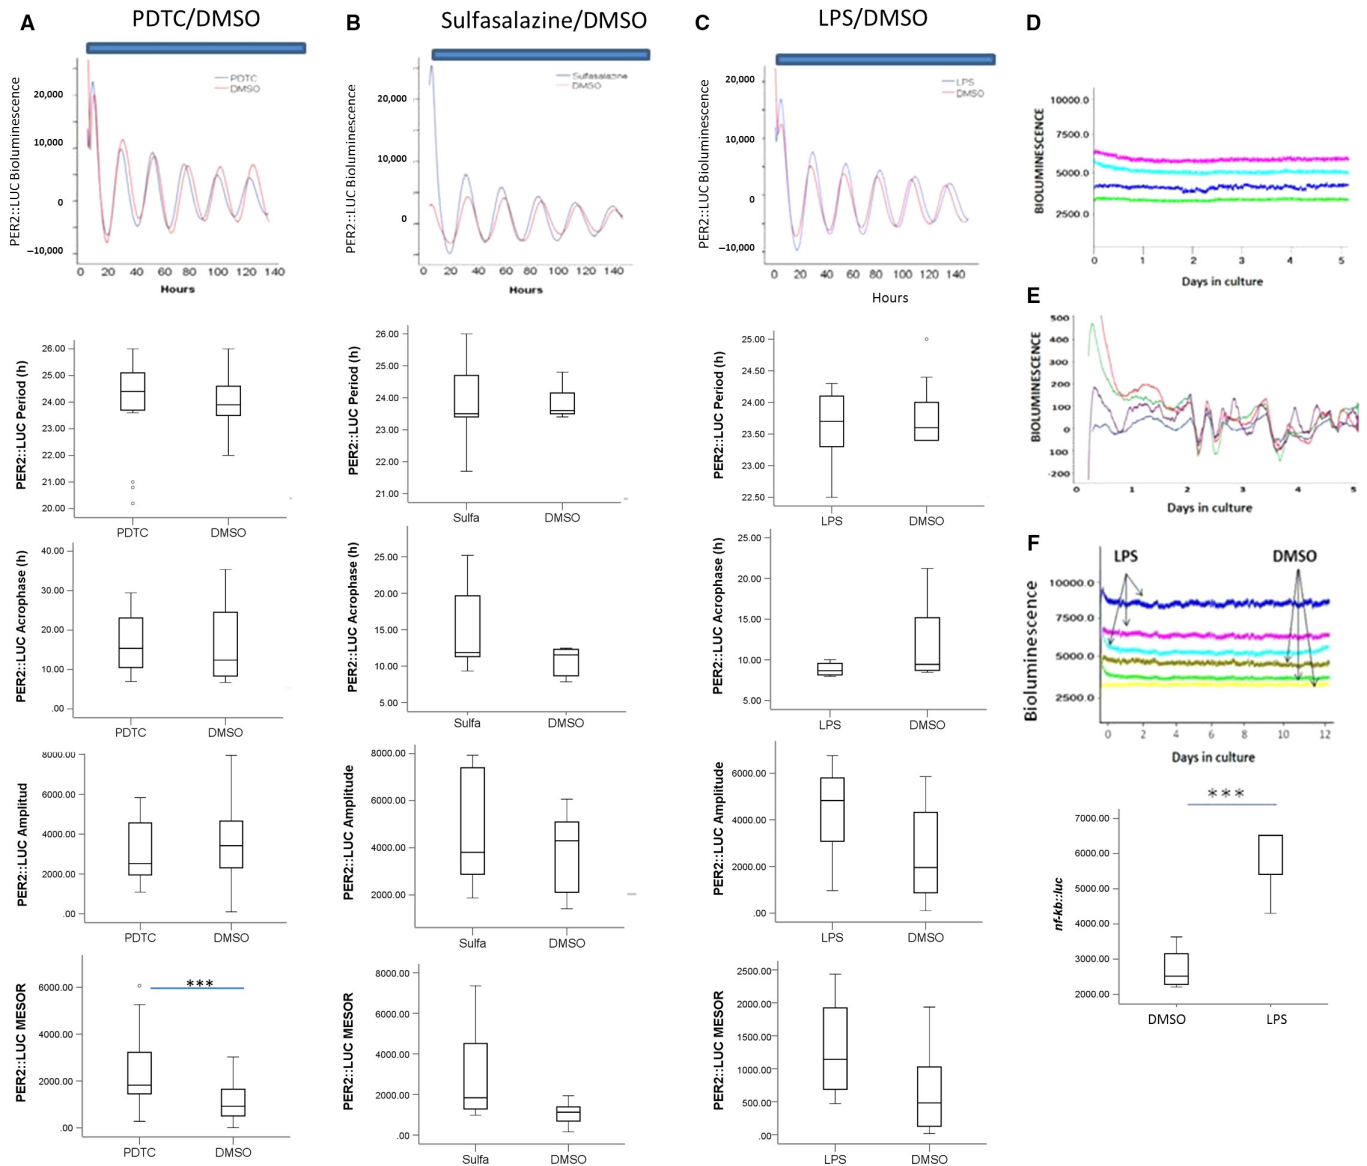 A
PDTC/DMSO
PER2::LUC Bioluminescence
20,000
10,000
0
–10,000
PDTC
DMSO
0 20 40 60 80 100 120 140
Hours
PER2::LUC Period (h)
26.00
25.00
24.00
23.00
22.00
21.00
20.00
PDTC DMSO
PER2::LUC Acrophase (h)
40.00
30.00
20.00
10.00
.00
PDTC DMSO
PER2::LUC Amplitud
8000.00
6000.00
4000.00
2000.00
.00
PDTC DMSO
PER2::LUC MESOR
6000.00
4000.00
2000.00
.00
***
PDTC DMSO
B
Sulfasalazine/DMSO
PER2::LUC Bioluminescence
20,000
10,000
0
Sulfasalazine
DMSO
0 20 40 60 80 100 120 140
Hours
PER2::LUC Period (h)
26.00
25.00
24.00
23.00
22.00
21.00
Sulfa DMSO
PER2::LUC Acrophase (h)
25.00
20.00
15.00
10.00
5.00
Sulfa DMSO
PER2::LUC Amplitude
8000.00
6000.00
4000.00
2000.00
Sulfa DMSO
PER2::LUC MESOR
8000.00
6000.00
4000.00
2000.00
.00
Sulfa DMSO
C
LPS/DMSO
PER2::LUC Bioluminescence
20,000
10,000
0
–10,000
LPS
DMSO
0 20 40 60 80 100 120 140
Hours
PER2::LUC Period (h)
25.00
24.50
24.00
23.50
23.00
22.50
LPS DMSO
PER2::LUC Acrophase (h)
25.00
20.00
15.00
10.00
5.00
LPS DMSO
PER2::LUC Amplitude
6000.00
4000.00
2000.00
.00
LPS DMSO
PER2::LUC MESOR
2500.00
2000.00
1500.00
1000.00
500.00
.00
LPS DMSO
D
BIOLUMINESCENCE
10000.0
7500.0
5000.0
2500.0
0 1 2 3 4 5
Days in culture
E
BIOLUMINESCENCE
500
400
300
200
100
0
100
-200
0 1 2 3 4 5
Days in culture
F
LPS DMSO
Bioluminescence
10000.0
7500.0
5000.0
2500.0
0 2 4 6 8 10 12
Days in culture
***
nf-kb::luc
7000.00
6000.00
5000.00
4000.00
3000.00
2000.00
DMSO LPS